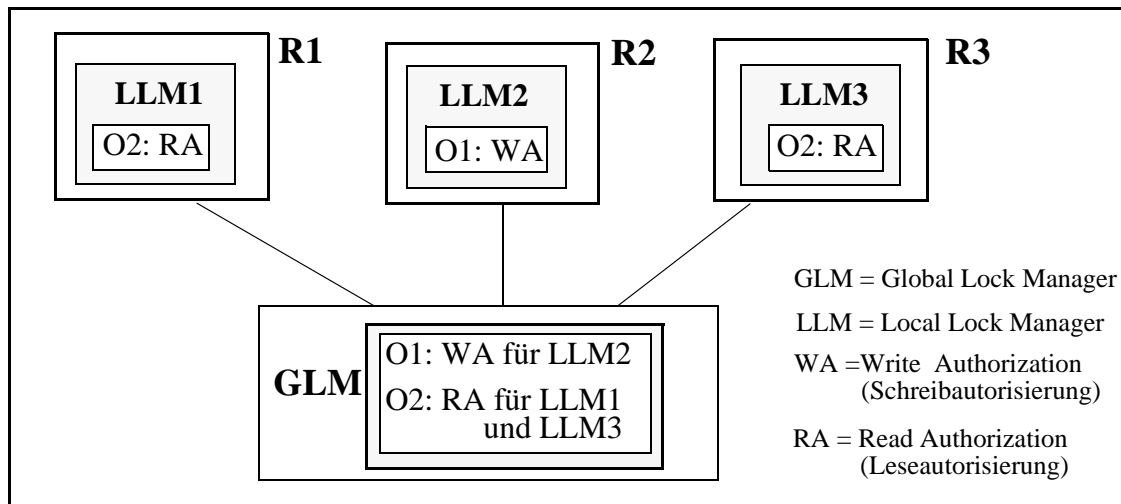 R1
LLM1
O2: RA
R2
LLM2
O1: WA
R3
LLM3
O2: RA
GLM = Global Lock Manager
LLM = Local Lock Manager
WA =Write Authorization
(Schreibautorisierung)
RA = Read Authorization
(Leseautorisierung)
GLM
O1: WA für LLM2
O2: RA für LLM1
und LLM3